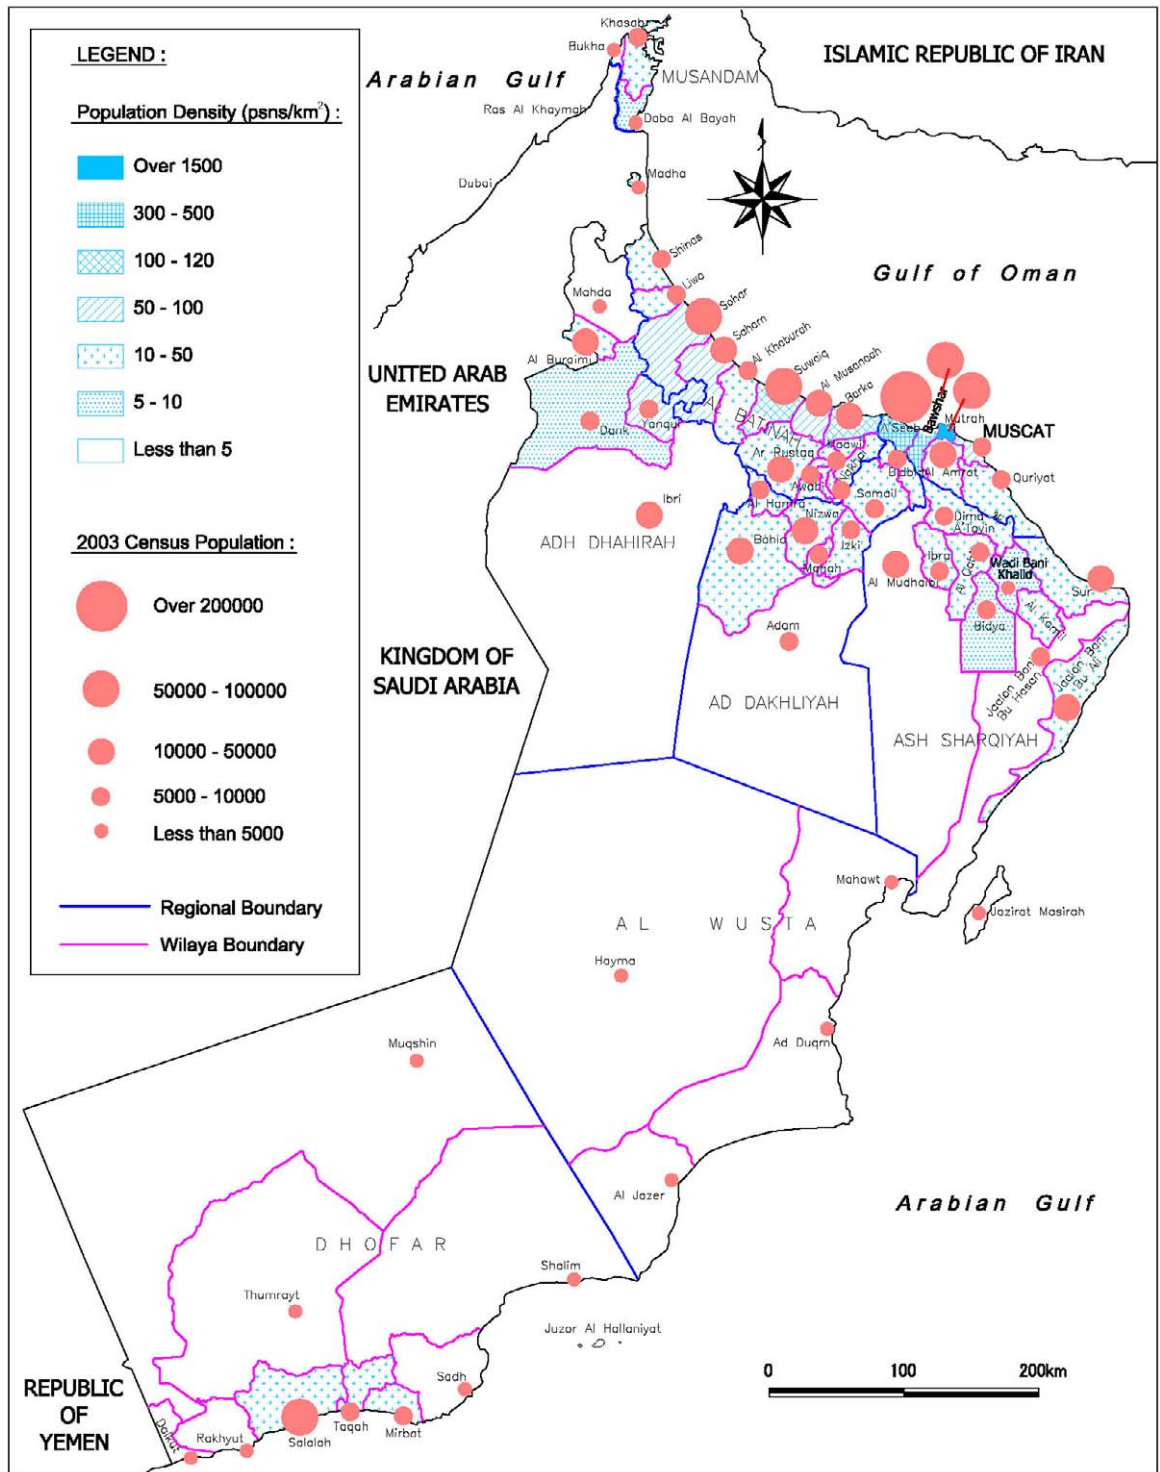 LEGEND :
Population Density (psns/km²) :
Over 1500
300 - 500
100 - 120
50 - 100
10 - 50
5 - 10
Less than 5
2003 Census Population :
Over 200000
50000 - 100000
10000 - 50000
5000 - 10000
Less than 5000
Regional Boundary
Wilaya Boundary
Khasab
Bukha
Arabian Gulf
MUSANDAM
ISLAMIC REPUBLIC OF IRAN
Ras Al Khaymah
Daba Al Bayah
Dubai
Madha
Shinas
Gulf of Oman
Mahda
Liwa
Sohar
Al Buraimi
Saham
Al Khaburah
UNITED ARAB
EMIRATES
Suwaiq
Al Musanaah
Barka
A'Seeb
Bawshar
Mutrah
MUSCAT
Dank
Yanqul
AL BATINAH
Ar Rustaq
Awabi
Nakhal
Bidbid
Al Amrat
Quriyat
Ibri
Al Hamra
Nizwa
Samail
Dima &
A'Tayin
ADH DHAHIRAH
Bahla
Izki
Manah
Al Mudhaibi
Ibra
Al Qabil
Wadi Bani
Khalid
Sur
Bidya
Al Kamil
Adam
KINGDOM OF
SAUDI ARABIA
Jaalan Bani
Bu Hasan
Jaalan Bani
Bu Ali
AD DAKHLIYAH
ASH SHARQIYAH
Mahawt
Jazirat Masirah
AL WUSTA
Hayma
Ad Duqm
Muqshin
Al Jazer
Arabian Gulf
DHOFAR
Shalim
Thumrayt
Juzor Al Hallaniyat
Sadh
0 100 200km
REPUBLIC
OF
YEMEN
Dalkut
Rakhyut
Salalah
Taqah
Mirbat